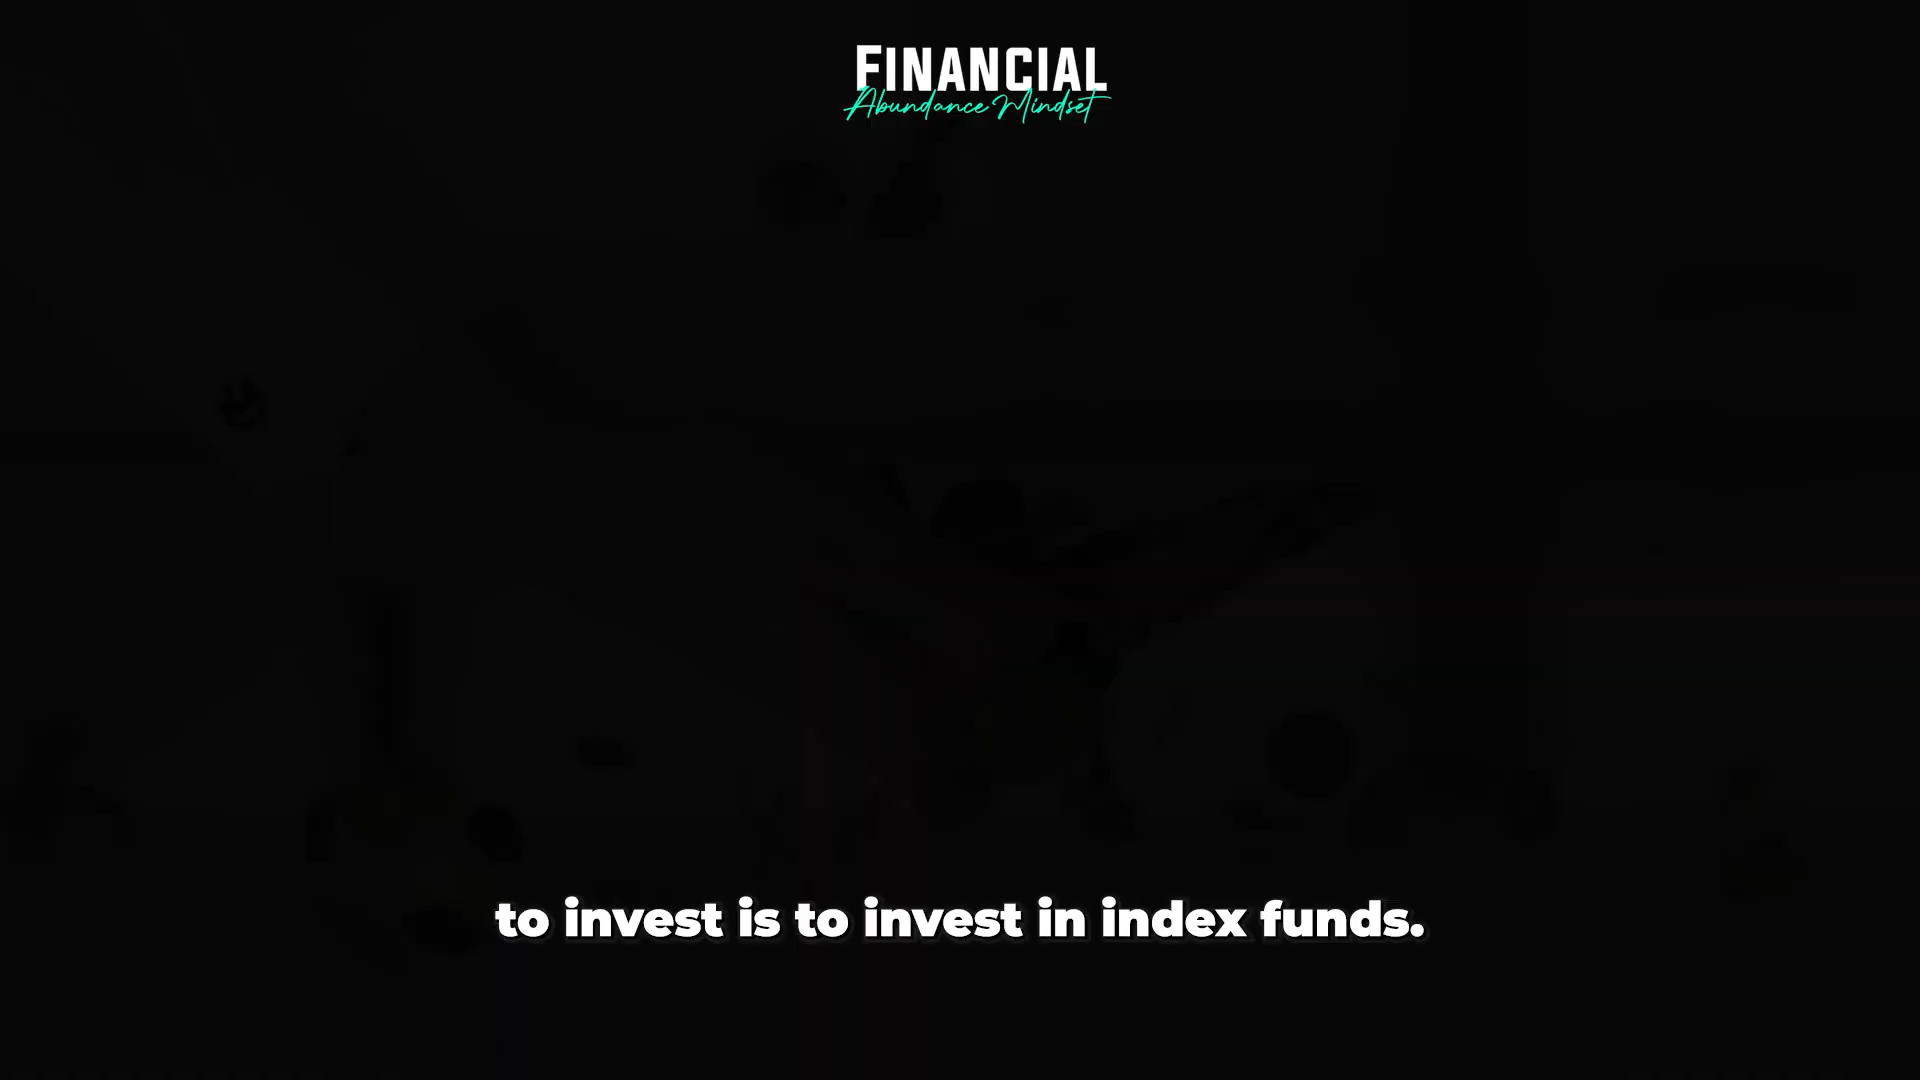 FINANCIAL
Abundance Mindset
to invest is to invest in index funds.